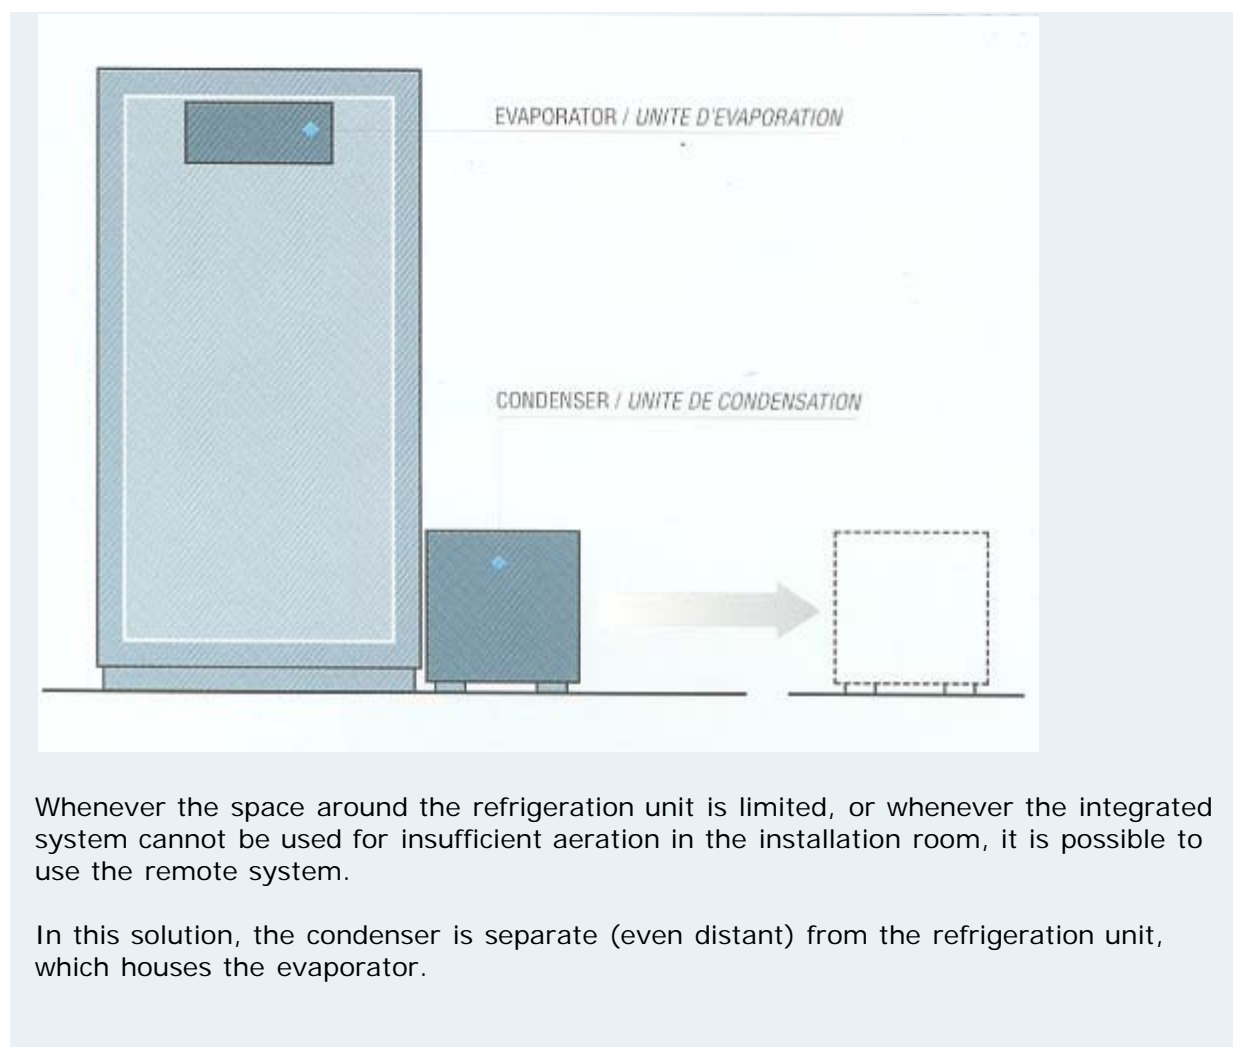 EVAPORATOR / UNITE D'EVAPORATION
CONDENSER / UNITE DE CONDENSATION
Whenever the space around the refrigeration unit is limited, or whenever the integrated
system cannot be used for insufficient aeration in the installation room, it is possible to
use the remote system.
In this solution, the condenser is separate (even distant) from the refrigeration unit,
which houses the evaporator.